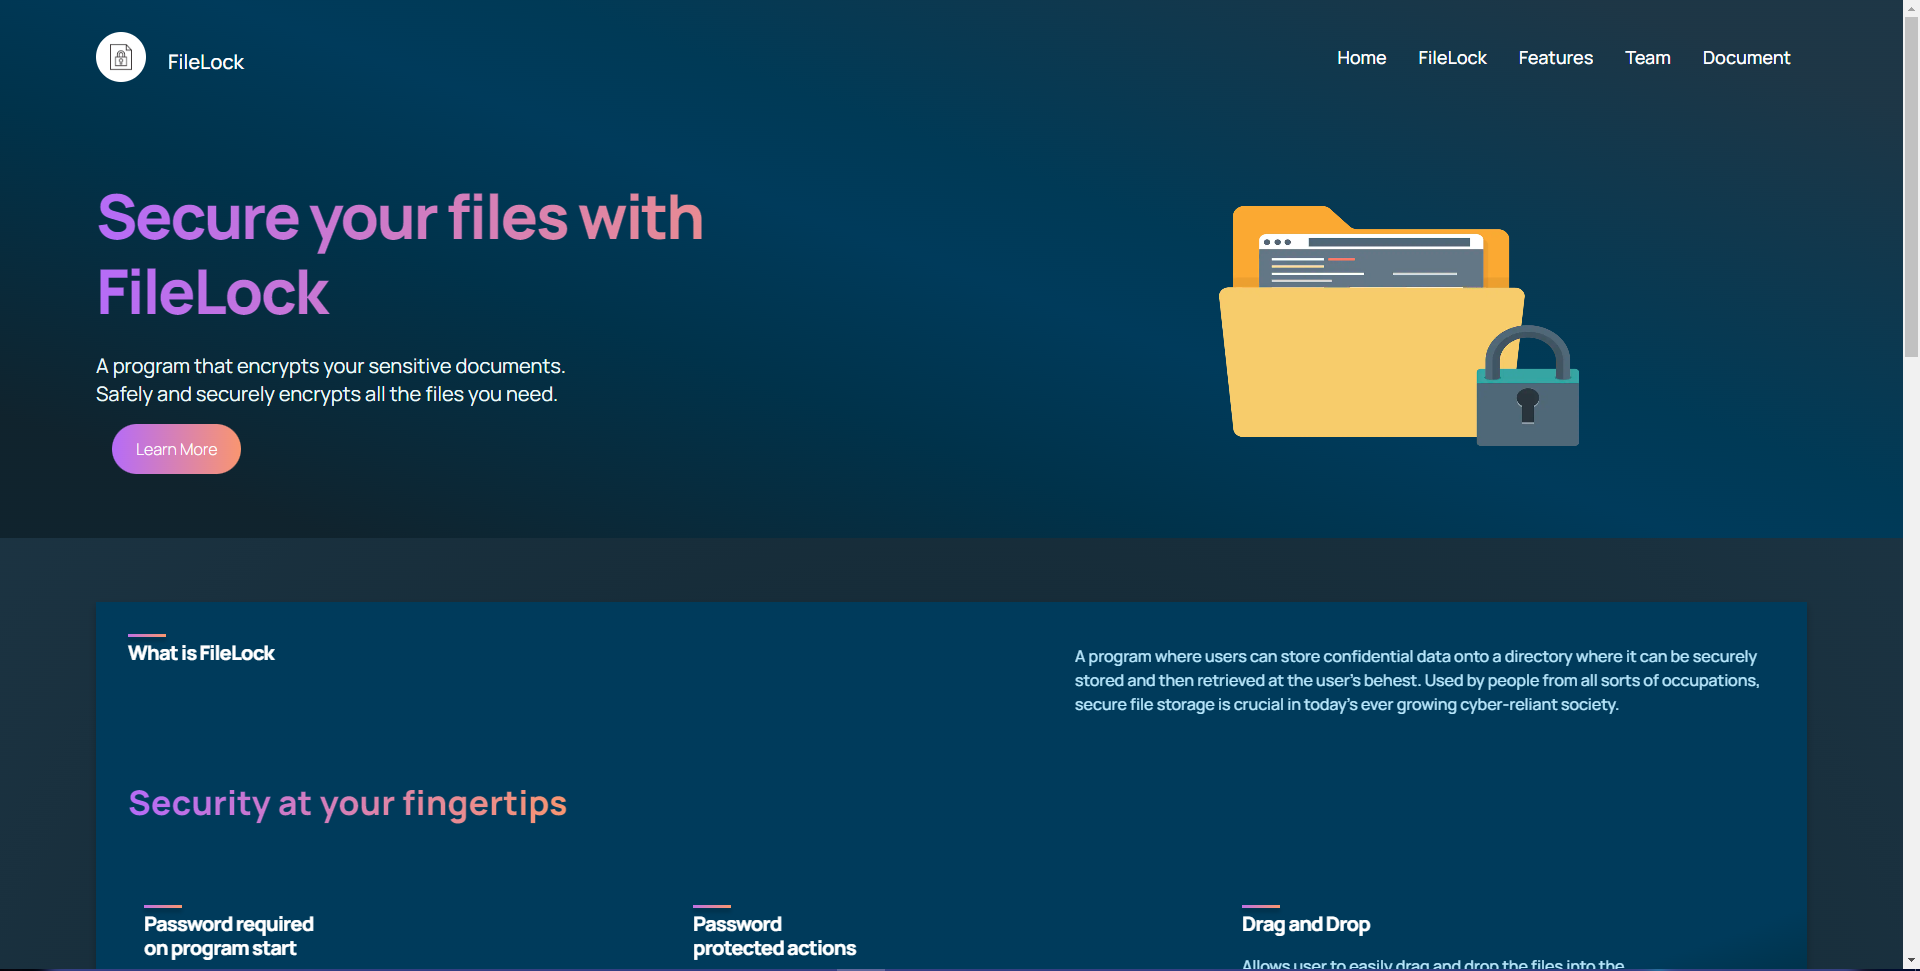 FileLock
Home FileLock Features Team Document
Secure your files with
FileLock
A program that encrypts your sensitive documents.
Safely and securely encrypts all the files you need.
Learn More
What is FileLock
A program where users can store confidential data onto a directory where it can be securely
stored and then retrieved at the user's behest. Used by people from all sorts of occupations,
secure file storage is crucial in today's ever growing cyber-reliant society.
Security at your fingertips
Password required
on program start
Password
protected actions
Drag and Drop
Allows user to easily drag and drop the files into the